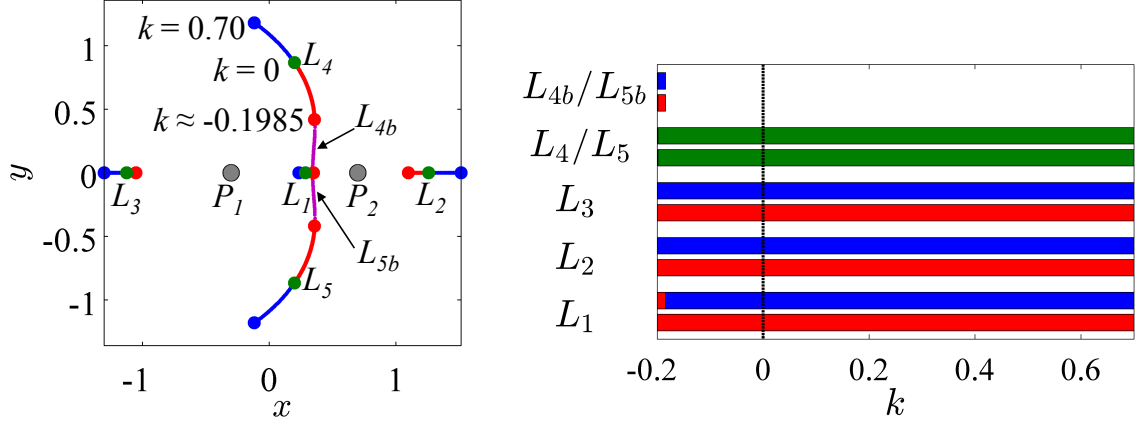 k = 0.70
L4
k = 0
k ≈ -0.1985
L4b
L3
P1
L1
P2
L2
L5b
L5
1
0.5
0
-0.5
-1
y
-1
0
1
x
L4b/L5b
L4/L5
L3
L2
L1
-0.2
0
0.2
0.4
0.6
k